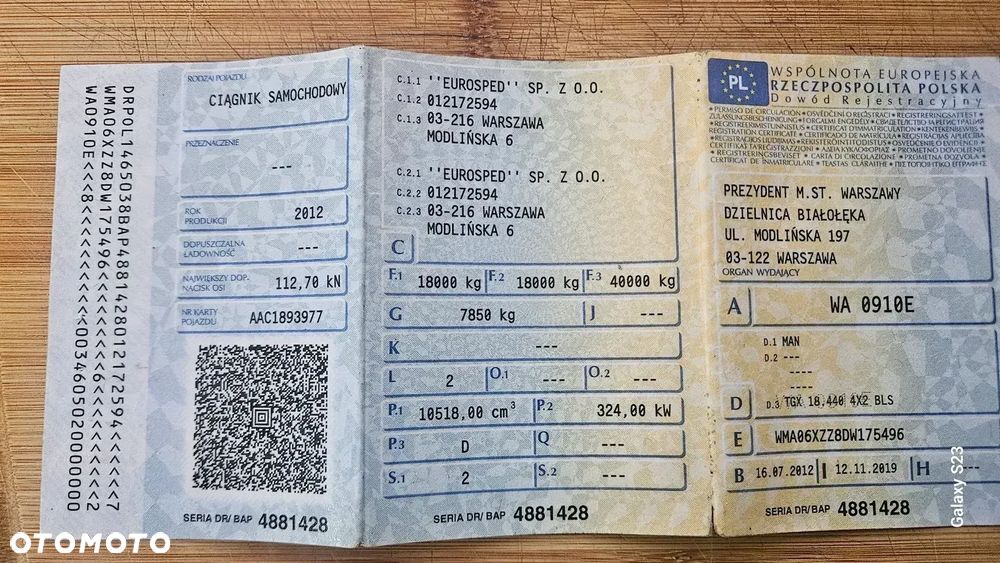 DRPOL1465038BAP4881428012172594<<<<<7
WMA06XZZ8DW175496<<<<<<6<<<<<<<<<<<<2
RODZAJ POJAZDU
CIĄGNIK SAMOCHODOWY
PRZEZNACZENIE
---
ROK PRODUKCJI 2012
DOPUSZCZALNA ŁADOWNOŚĆ ---
NAJWIĘKSZY DOP. NACISK OSI 112,70 kN
NR KARTY POJAZDU AAC1893977
SERIA DR/BAP 4881428
C.1.1 ''EUROSPED'' SP. Z O.O.
C.1.2 012172594
C.1.3 03-216 WARSZAWA
MODLIŃSKA 6
C.2.1 ''EUROSPED'' SP. Z O.O.
C.2.2 012172594
C.2.3 03-216 WARSZAWA
MODLIŃSKA 6
C
F.1 18000 kg F.2 18000 kg F.3 40000 kg
G 7850 kg J ---
K ---
L 2 O.1 --- O.2 ---
P.1 10518,00 cm³ P.2 324,00 kW
P.3 D Q ---
S.1 2 S.2 ---
SERIA DR/BAP 4881428
PL
WSPÓLNOTA EUROPEJSKA
RZECZPOSPOLITA POLSKA
Dowód Rejestracyjny
PREZYDENT M.ST. WARSZAWY
DZIELNICA BIAŁOŁĘKA
UL. MODLIŃSKA 197
03-122 WARSZAWA
ORGAN WYDAJĄCY
A WA 0910E
D.1 MAN
D.2 ---
----
----
D D.3 TGX 18.440 4X2 BLS
E WMA06XZZ8DW175496
B 16.07.2012 I 12.11.2019 H ---
SERIA DR/BAP 4881428
OTOMOTO
Galaxy S23